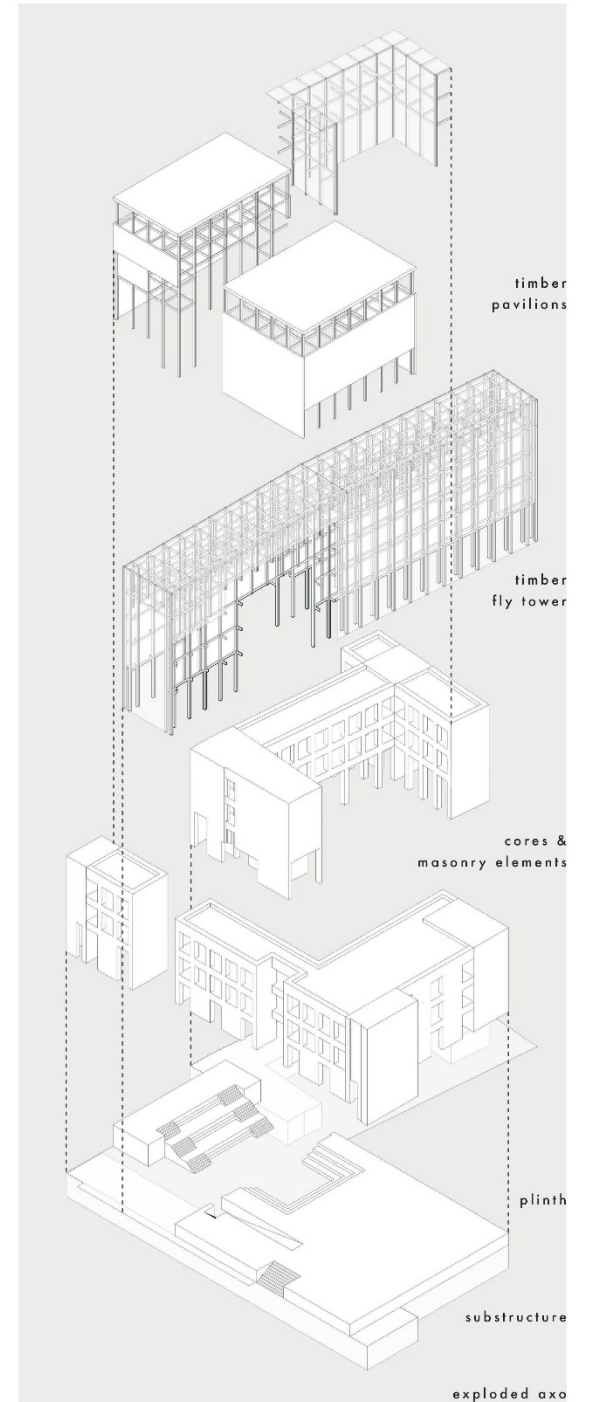 timber
pavilions
timber
fly tower
cores &
masonry elements
plinth
substructure
exploded axo